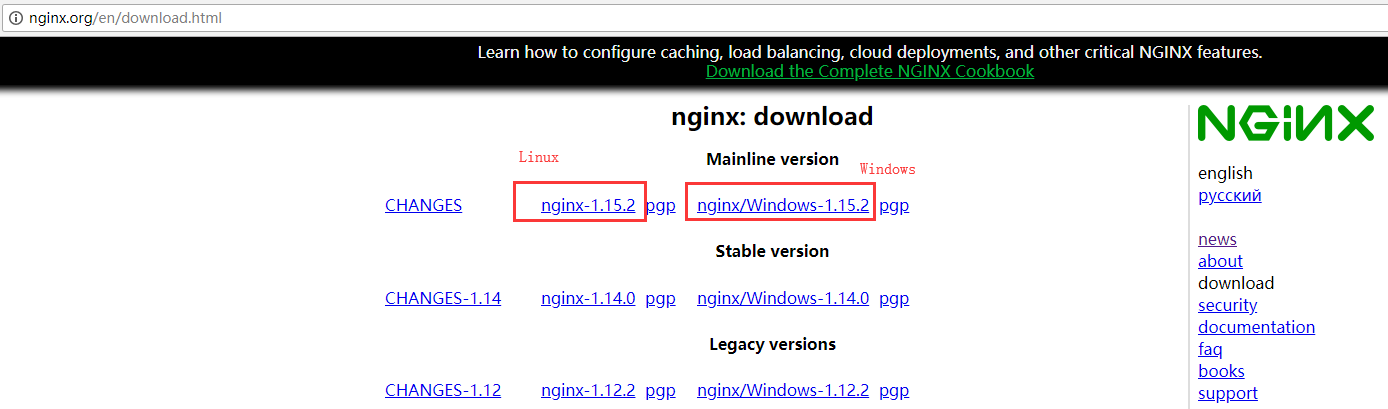 nginx.org/en/download.html
Learn how to configure caching, load balancing, cloud deployments, and other critical NGINX features.
Download the Complete NGINX Cookbook
nginx: download
Linux
Mainline version
Windows
CHANGES nginx-1.15.2 pgp nginx/Windows-1.15.2 pgp
Stable version
CHANGES-1.14 nginx-1.14.0 pgp nginx/Windows-1.14.0 pgp
Legacy versions
CHANGES-1.12 nginx-1.12.2 pgp nginx/Windows-1.12.2 pgp
NGINX
english
русский
news
about
download
security
documentation
faq
books
support